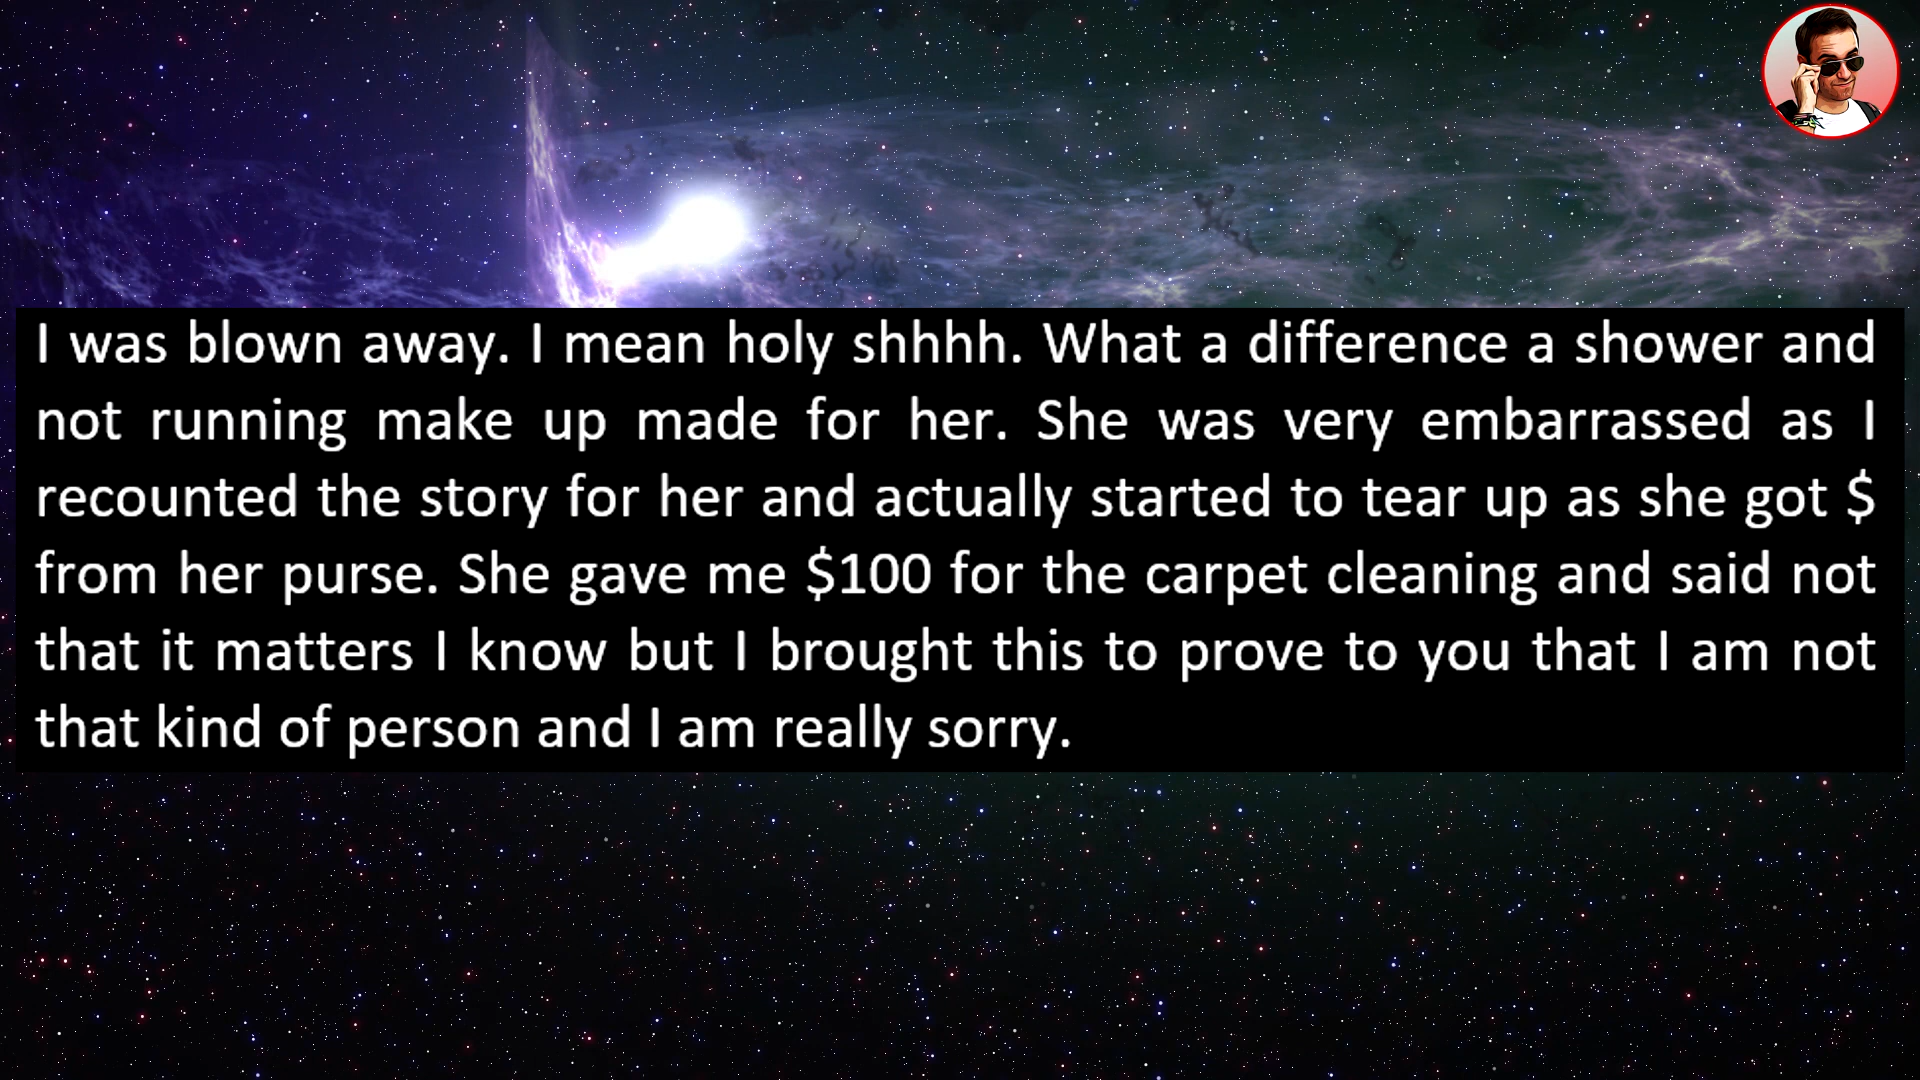 I was blown away. I mean holy shhhh. What a difference a shower and
not running make up made for her. She was very embarrassed as I
recounted the story for her and actually started to tear up as she got $
from her purse. She gave me $100 for the carpet cleaning and said not
that it matters I know but I brought this to prove to you that I am not
that kind of person and I am really sorry.